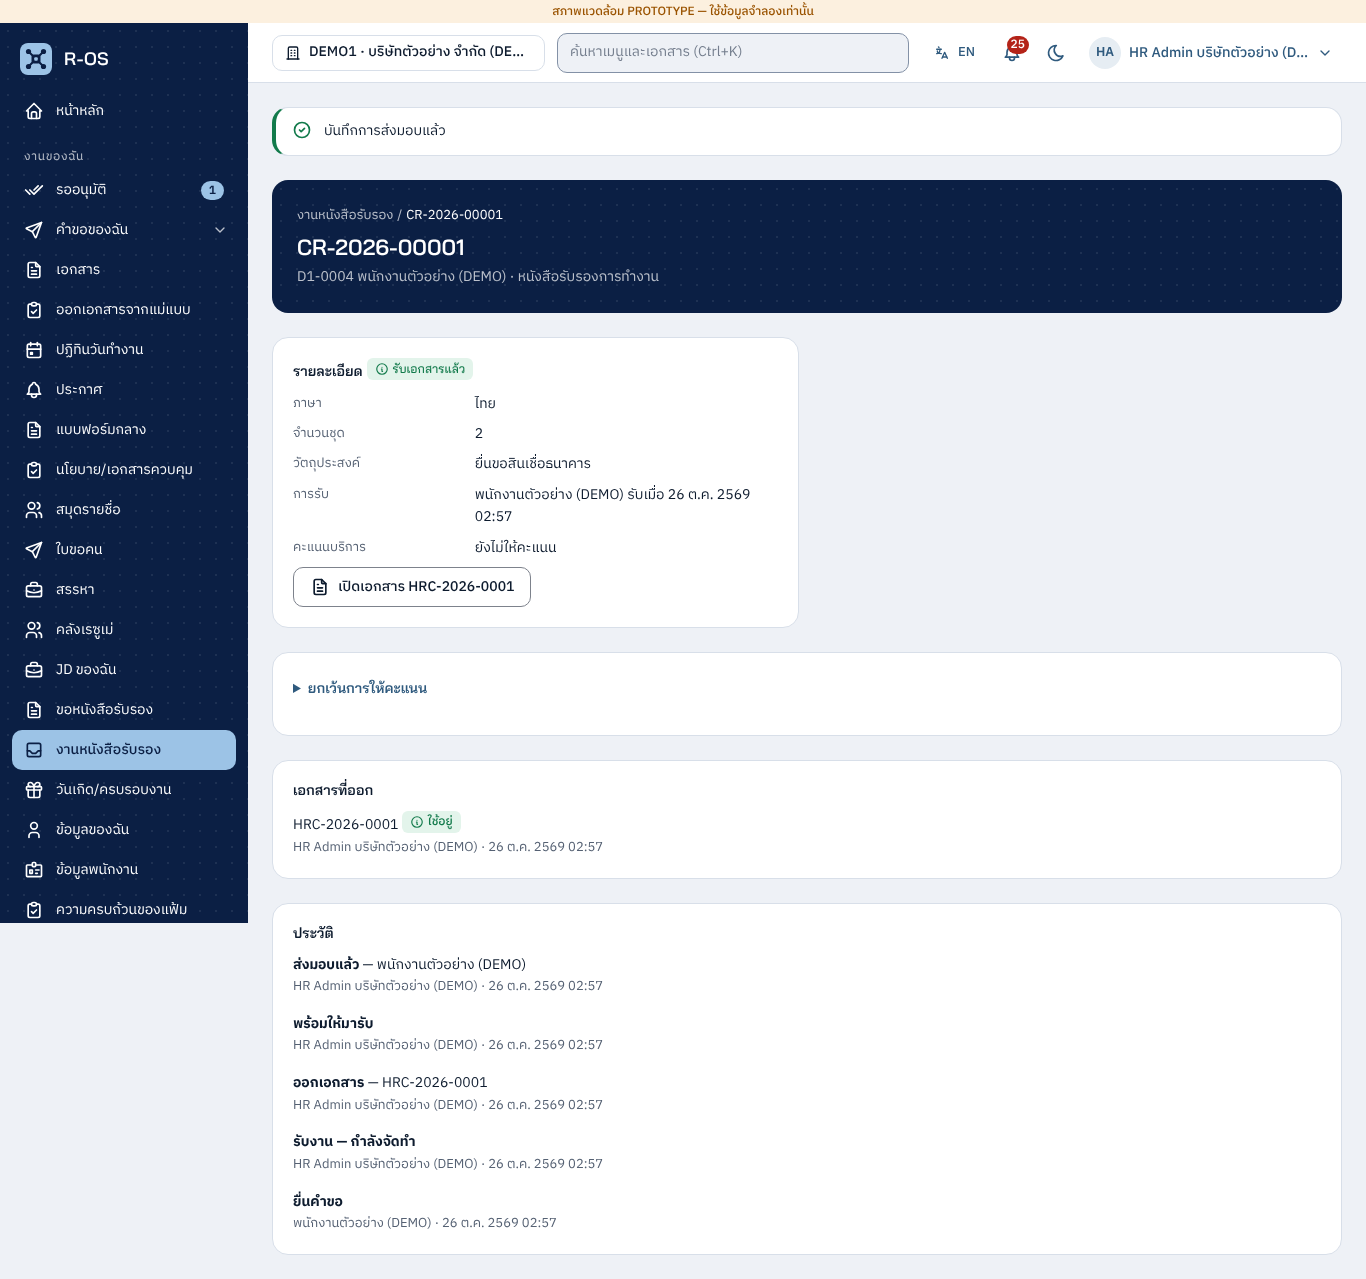 สภาพแวดล้อม PROTOTYPE — ใช้ข้อมูลจำลองเท่านั้น
R-OS
DEMO1 · บริษัทตัวอย่าง จำกัด (DE...
ค้นหาเมนูและเอกสาร (Ctrl+K)
EN
25
HA
HR Admin บริษัทตัวอย่าง (D...
หน้าหลัก
งานของฉัน
รออนุมัติ 1
คำขอของฉัน
เอกสาร
ออกเอกสารจากแม่แบบ
ปฏิทินวันทำงาน
ประกาศ
แบบฟอร์มกลาง
นโยบาย/เอกสารควบคุม
สมุดรายชื่อ
ใบขอคน
สรรหา
คลังเรซูเม่
JD ของฉัน
ขอหนังสือรับรอง
งานหนังสือรับรอง
วันเกิด/ครบรอบงาน
ข้อมูลของฉัน
ข้อมูลพนักงาน
ความครบถ้วนของแฟ้ม
บันทึกการส่งมอบแล้ว
งานหนังสือรับรอง / CR-2026-00001
CR-2026-00001
D1-0004 พนักงานตัวอย่าง (DEMO) · หนังสือรับรองการทำงาน
รายละเอียด รับเอกสารแล้ว
ภาษา ไทย
จำนวนชุด 2
วัตถุประสงค์ ยื่นขอสินเชื่อธนาคาร
การรับ พนักงานตัวอย่าง (DEMO) รับเมื่อ 26 ต.ค. 2569
02:57
คะแนนบริการ ยังไม่ให้คะแนน
เปิดเอกสาร HRC-2026-0001
ยกเว้นการให้คะแนน
เอกสารที่ออก
HRC-2026-0001 ใช้อยู่
HR Admin บริษัทตัวอย่าง (DEMO) · 26 ต.ค. 2569 02:57
ประวัติ
ส่งมอบแล้ว — พนักงานตัวอย่าง (DEMO)
HR Admin บริษัทตัวอย่าง (DEMO) · 26 ต.ค. 2569 02:57
พร้อมให้มารับ
HR Admin บริษัทตัวอย่าง (DEMO) · 26 ต.ค. 2569 02:57
ออกเอกสาร — HRC-2026-0001
HR Admin บริษัทตัวอย่าง (DEMO) · 26 ต.ค. 2569 02:57
รับงาน — กำลังจัดทำ
HR Admin บริษัทตัวอย่าง (DEMO) · 26 ต.ค. 2569 02:57
ยื่นคำขอ
พนักงานตัวอย่าง (DEMO) · 26 ต.ค. 2569 02:57